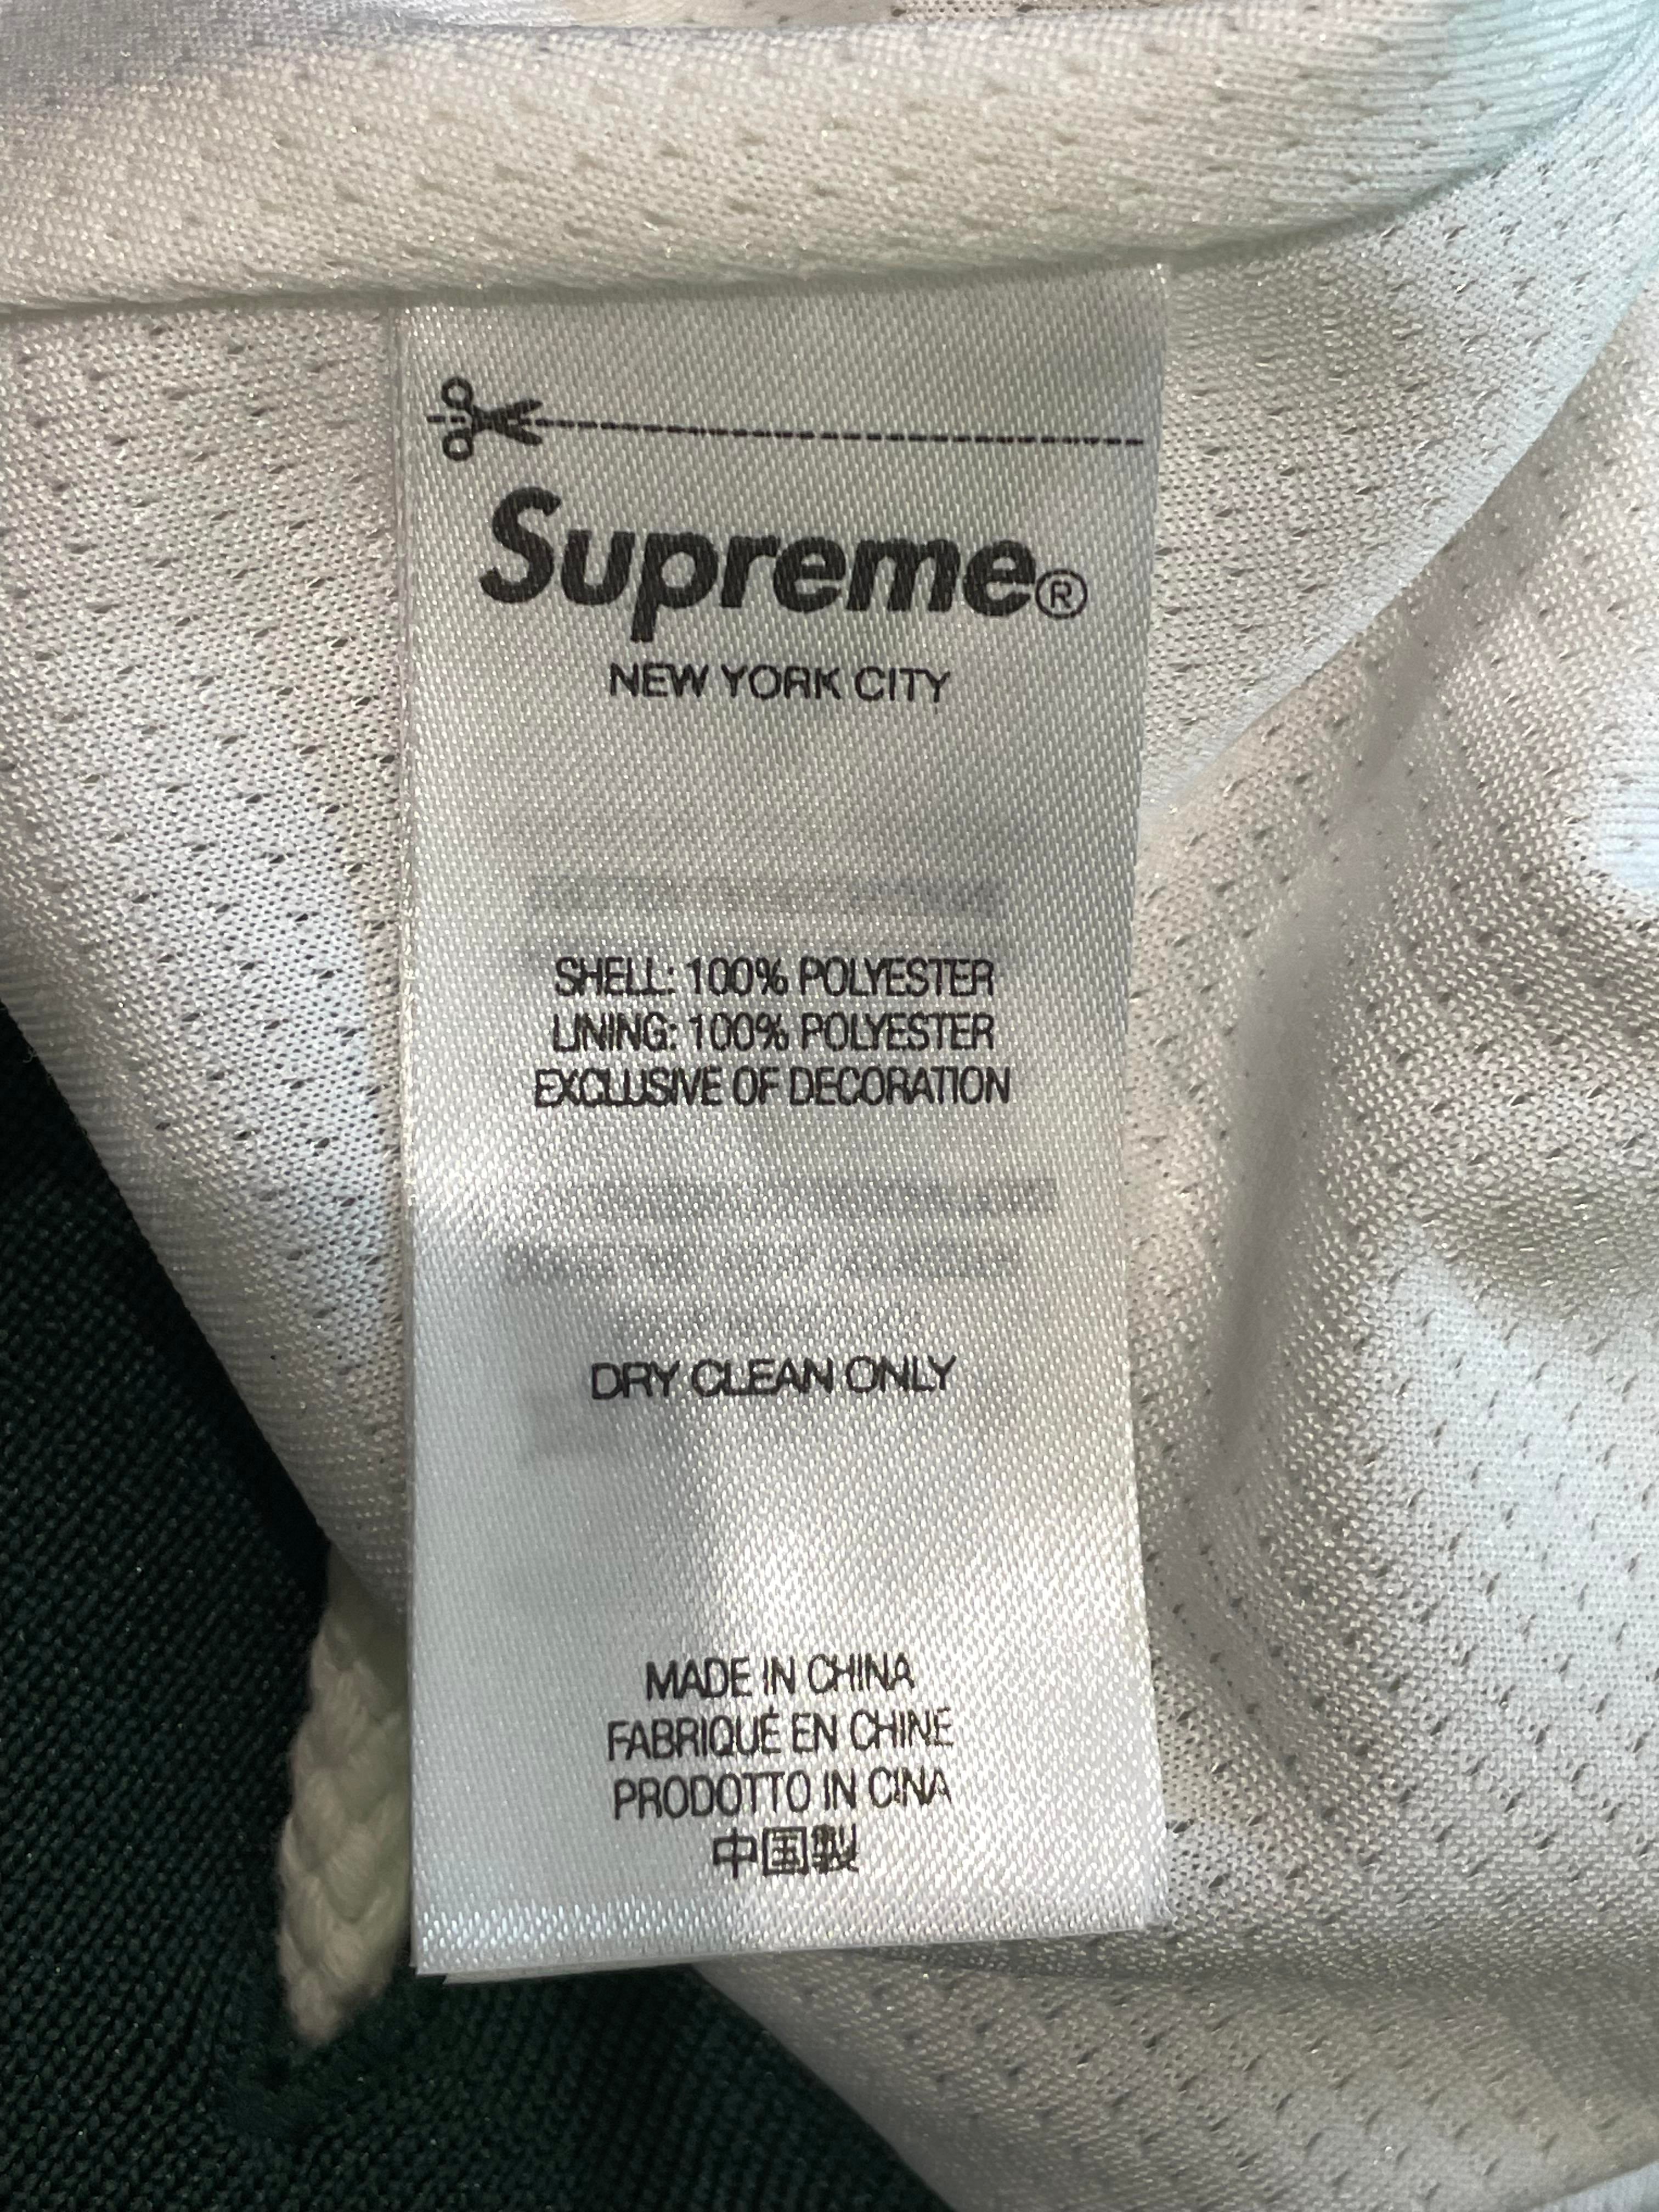 Supreme®
NEW YORK CITY
SHELL: 100% POLYESTER
LINING: 100% POLYESTER
EXCLUSIVE OF DECORATION
DRY CLEAN ONLY
MADE IN CHINA
FABRIQUÉ EN CHINE
PRODOTTO IN CINA
中国製